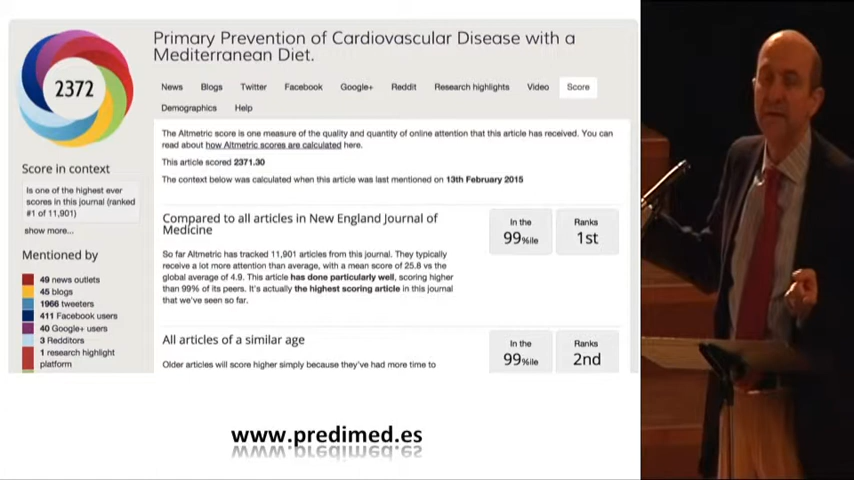 Primary Prevention of Cardiovascular Disease with a
Mediterranean Diet.
2372
News Blogs Twitter Facebook Google+ Reddit Research highlights Video Score
Demographics Help
The Altmetric score is one measure of the quality and quantity of online attention that this article has received. You can
read about how Altmetric scores are calculated here.
This article scored 2371.30
The context below was calculated when this article was last mentioned on 13th February 2015
Score in context
Is one of the highest ever
scores in this journal (ranked
#1 of 11,901)
show more...
Mentioned by
49 news outlets
45 blogs
1966 tweeters
411 Facebook users
40 Google+ users
3 Redditors
1 research highlight
platform
Compared to all articles in New England Journal of
Medicine
So far Altmetric has tracked 11,901 articles from this journal. They typically
receive a lot more attention than average, with a mean score of 25.8 vs the
global average of 4.9. This article has done particularly well, scoring higher
than 99% of its peers. It's actually the highest scoring article in this journal
that we've seen so far.
In the
99%ile
Ranks
1st
All articles of a similar age
Older articles will score higher simply because they've had more time to
In the
99%ile
Ranks
2nd
www.predimed.es